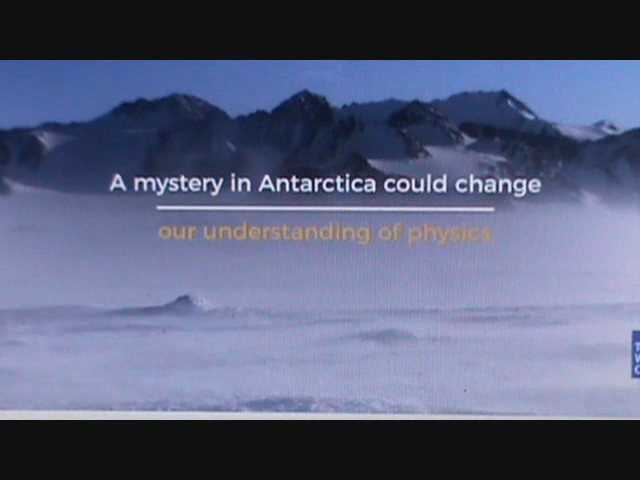 A mystery in Antarctica could change
our understanding of physics